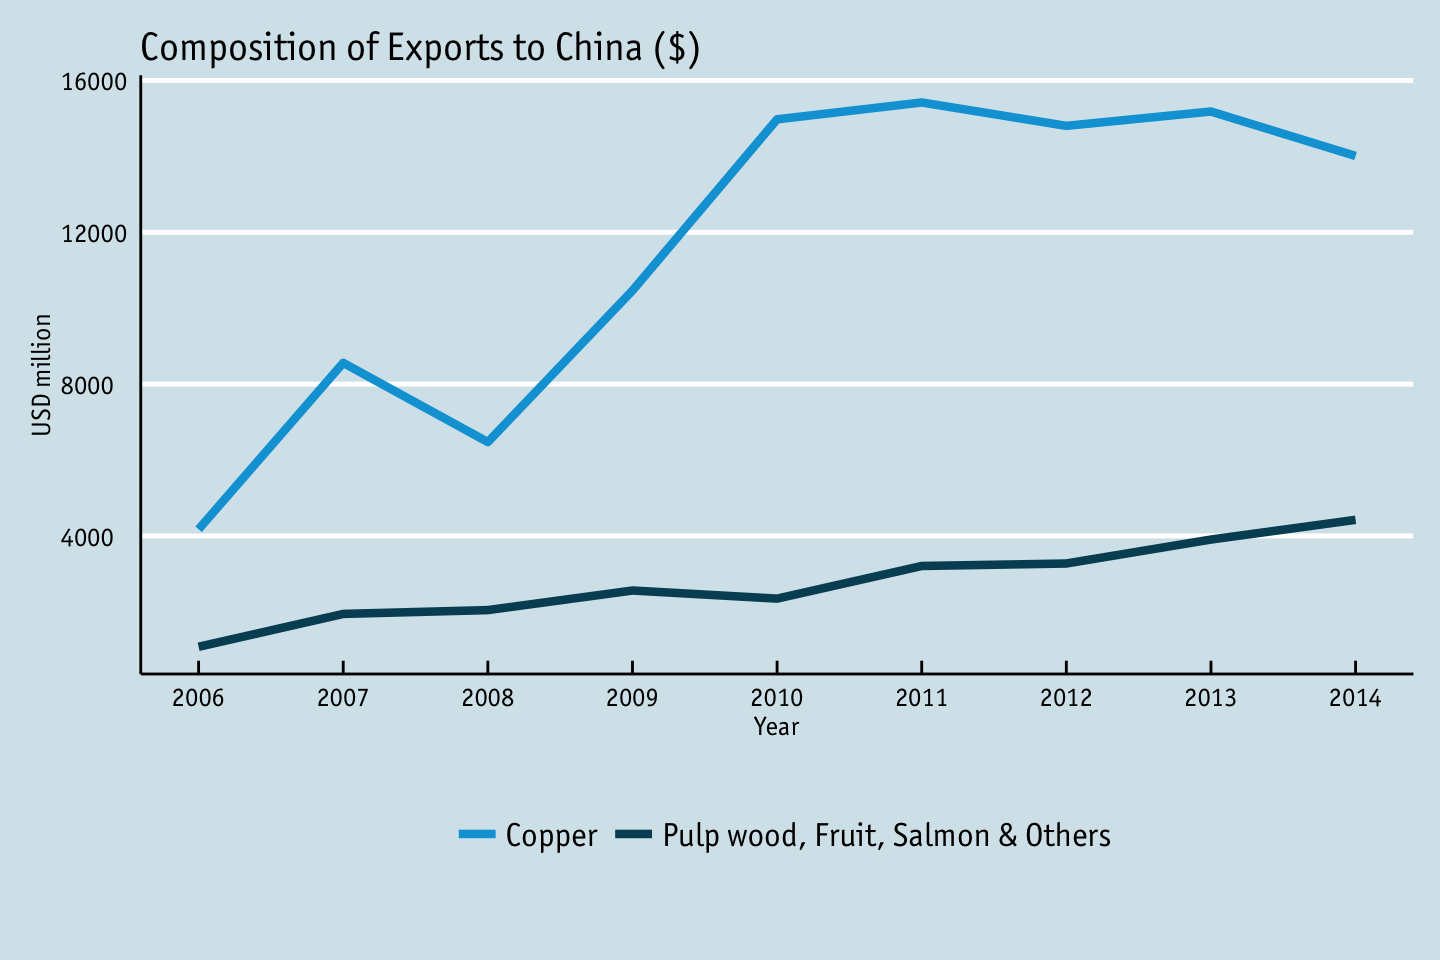 Composition of Exports to China ($)
16000
12000
8000
4000
USD million
2006 2007 2008 2009 2010 2011 2012 2013 2014
Year
Copper Pulp wood, Fruit, Salmon & Others